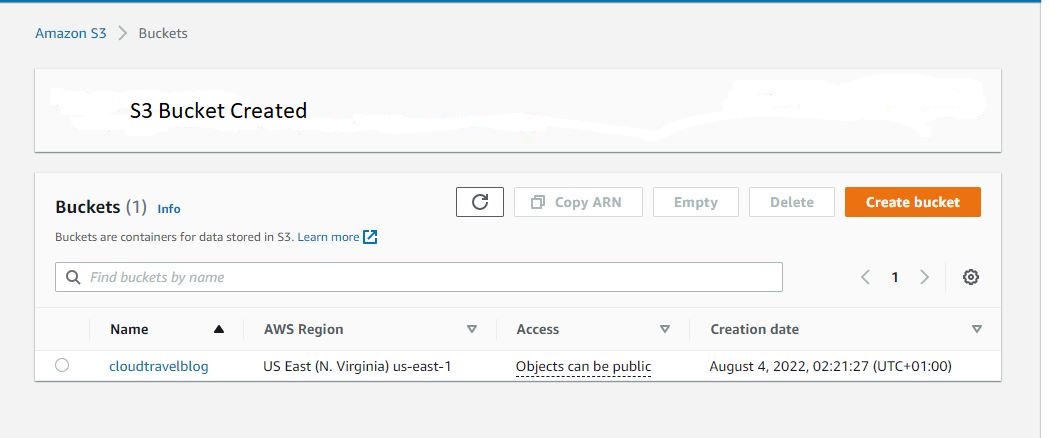 Amazon S3 > Buckets
S3 Bucket Created
Buckets (1) Info
Copy ARN Empty Delete Create bucket
Buckets are containers for data stored in S3. Learn more
Find buckets by name
1
Name AWS Region Access Creation date
cloudtravelblog US East (N. Virginia) us-east-1 Objects can be public August 4, 2022, 02:21:27 (UTC+01:00)